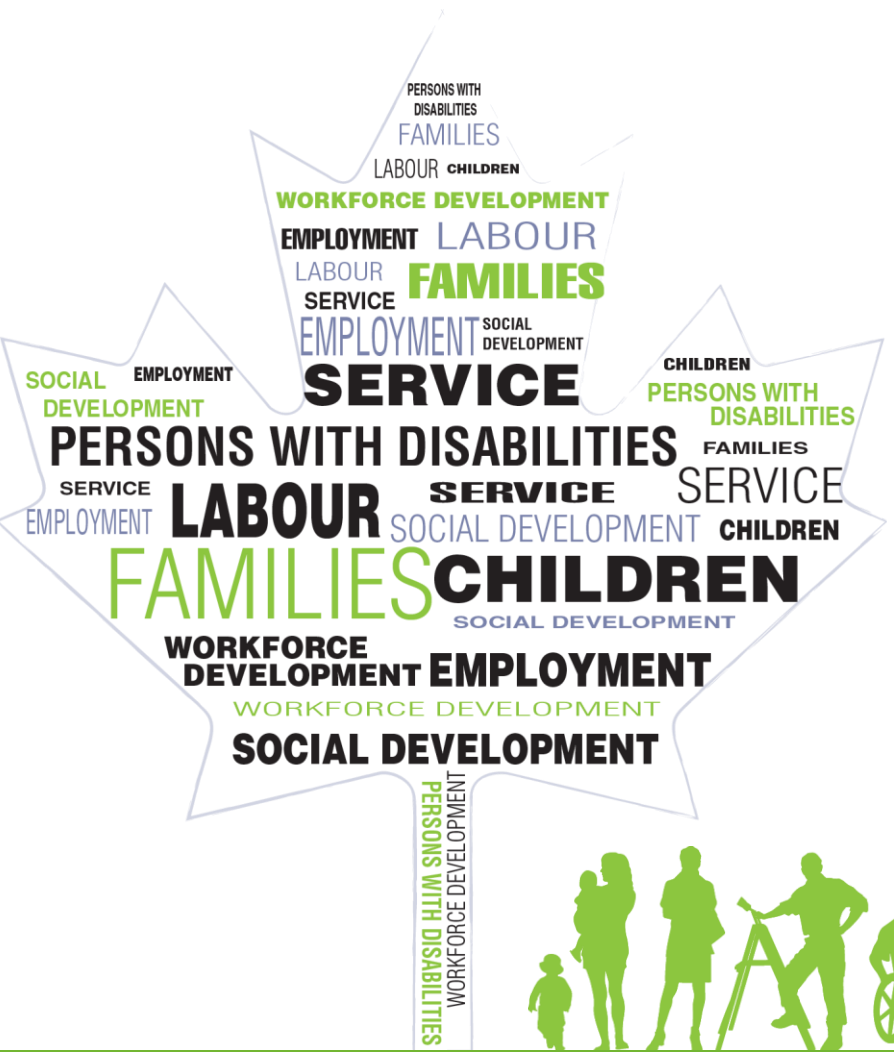 PERSONS WITH
DISABILITIES
FAMILIES
LABOUR CHILDREN
WORKFORCE DEVELOPMENT
EMPLOYMENT LABOUR
LABOUR FAMILIES
SERVICE
EMPLOYMENT SOCIAL
DEVELOPMENT
SOCIAL
DEVELOPMENT
EMPLOYMENT
SERVICE
CHILDREN
PERSONS WITH
DISABILITIES
PERSONS WITH DISABILITIES
FAMILIES
SERVICE
LABOUR
SERVICE
SERVICE
EMPLOYMENT
SOCIAL DEVELOPMENT
CHILDREN
FAMILIES
CHILDREN
SOCIAL DEVELOPMENT
WORKFORCE
DEVELOPMENT
EMPLOYMENT
WORKFORCE DEVELOPMENT
SOCIAL DEVELOPMENT
PERSONS WITH DISABILITIES
WORKFORCE DEVELOPMENT